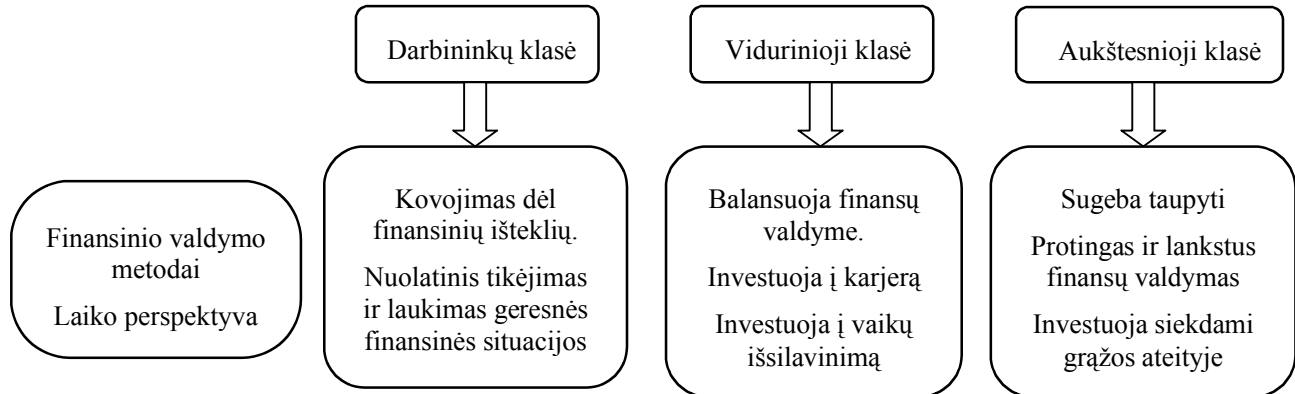 Darbininkų klasė
Vidurinioji klasė
Aukštesnioji klasė
Finansinio valdymo
metodai
Laiko perspektyva
Kovojimas dėl
finansinių išteklių.
Nuolatinis tikėjimas
ir laukimas geresnės
finansinės situacijos
Balansuoja finansų
valdyme.
Investuoja į karjerą
Investuoja į vaikų
išsilavinimą
Sugeba taupyti
Protingas ir lankstus
finansų valdymas
Investuoja siekdami
grąžos ateityje